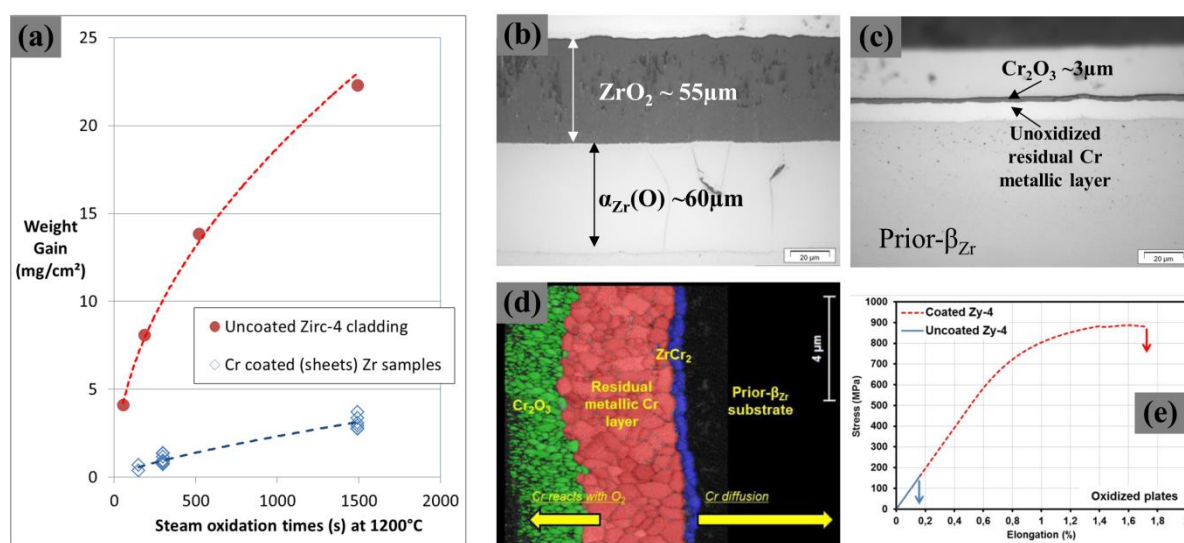 (a)
25
20
15
10
5
0
Weight
Gain
(mg/cm²)
Uncoated Zirc-4 cladding
Cr coated (sheets) Zr samples
0 500 1000 1500 2000
Steam oxidation times (s) at 1200°C
(b)
ZrO₂ ~ 55µm
αZr(O) ~60µm
20 µm
(c)
Cr₂O₃ ~3µm
Unoxidized
residual Cr
metallic layer
Prior-βZr
20 µm
(d)
4 µm
ZrCr₂
Cr₂O₃
Residual
metallic Cr
layer
Prior-βZr
substrate
Cr reacts with O₂
Cr diffusion
1000
900
800
700
600
500
400
300
200
100
0
Stress (MPa)
Coated Zy-4
Uncoated Zy-4
(e)
Oxidized plates
0 0,2 0,4 0,6 0,8 1 1,2 1,4 1,6 1,8
Elongation (%)